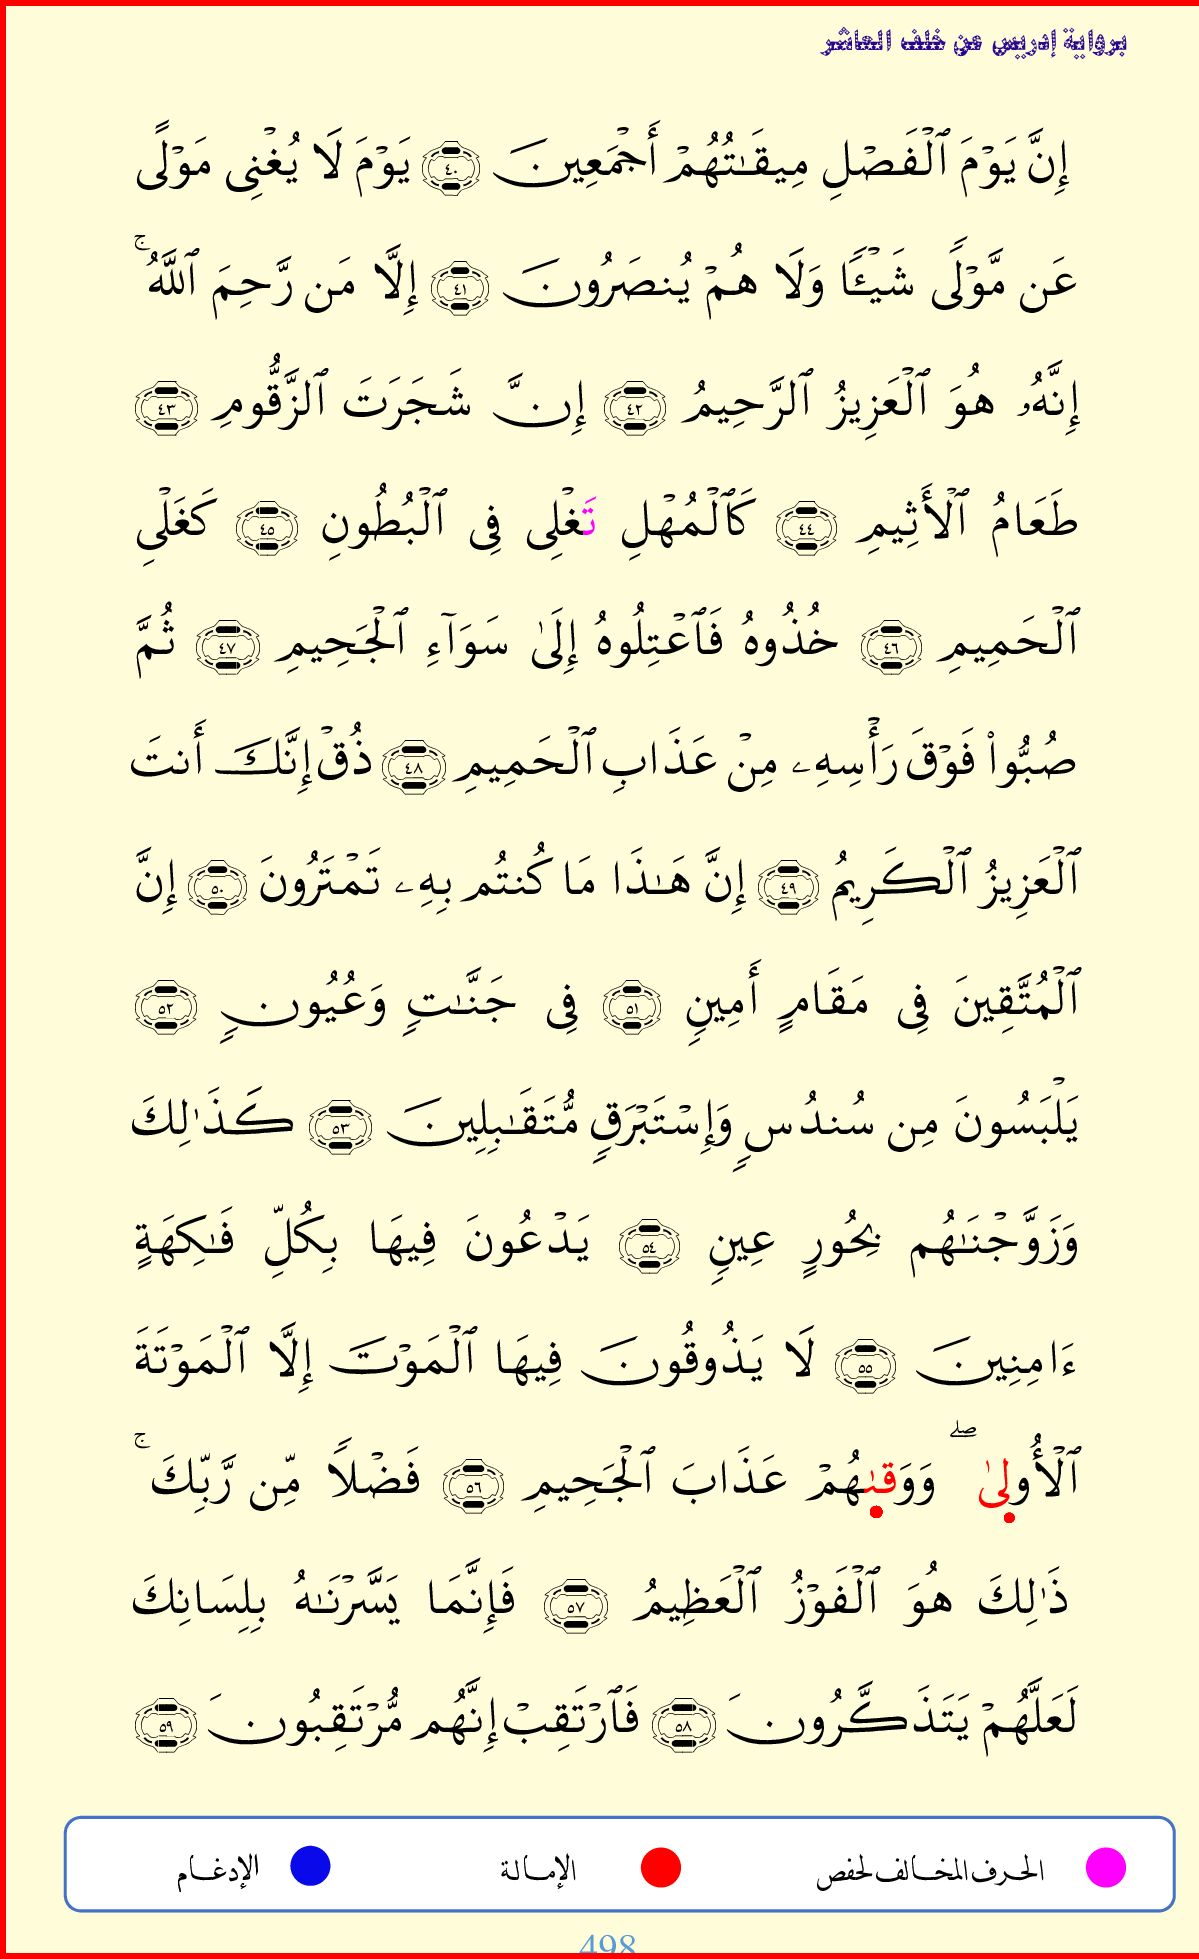 برواية إدريس عن خلف العاشر
إِنَّ يَوْمَ ٱلْفَصْلِ مِيقَـٰتُهُمْ أَجْمَعِينَ ٤٠ يَوْمَ لَا يُغْنِى مَوْلًى
عَن مَّوْلًى شَيْـًٔا وَلَا هُمْ يُنصَرُونَ ٤١ إِلَّا مَن رَّحِمَ ٱللَّهُ ۚ
إِنَّهُۥ هُوَ ٱلْعَزِيزُ ٱلرَّحِيمُ ٤٢ إِنَّ شَجَرَتَ ٱلزَّقُّومِ ٤٣
طَعَامُ ٱلْأَثِيمِ ٤٤ كَٱلْمُهْلِ تَغْلِى فِى ٱلْبُطُونِ ٤٥ كَغَلْىِ
ٱلْحَمِيمِ ٤٦ خُذُوهُ فَٱعْتِلُوهُ إِلَىٰ سَوَآءِ ٱلْجَحِيمِ ٤٧ ثُمَّ
صُبُّوا۟ فَوْقَ رَأْسِهِۦ مِنْ عَذَابِ ٱلْحَمِيمِ ٤٨ ذُقْ إِنَّكَ أَنتَ
ٱلْعَزِيزُ ٱلْكَرِيمُ ٤٩ إِنَّ هَـٰذَا مَا كُنتُم بِهِۦ تَمْتَرُونَ ٥٠ إِنَّ
ٱلْمُتَّقِينَ فِى مَقَامٍ أَمِينٍ ٥١ فِى جَنَّـٰتٍ وَعُيُونٍ ٥٢
يَلْبَسُونَ مِن سُندُسٍ وَإِسْتَبْرَقٍ مُّتَقَـٰبِلِينَ ٥٣ كَذَٰلِكَ
وَزَوَّجْنَـٰهُم بِحُورٍ عِينٍ ٥٤ يَدْعُونَ فِيهَا بِكُلِّ فَـٰكِهَةٍ
ءَامِنِينَ ٥٥ لَا يَذُوقُونَ فِيهَا ٱلْمَوْتَ إِلَّا ٱلْمَوْتَةَ
ٱلْأُولَىٰ ۖ وَوَقَىٰهُمْ عَذَابَ ٱلْجَحِيمِ ٥٦ فَضْلًا مِّن رَّبِّكَ ۚ
ذَٰلِكَ هُوَ ٱلْفَوْزُ ٱلْعَظِيمُ ٥٧ فَإِنَّمَا يَسَّرْنَـٰهُ بِلِسَانِكَ
لَعَلَّهُمْ يَتَذَكَّرُونَ ٥٨ فَٱرْتَقِبْ إِنَّهُم مُّرْتَقِبُونَ ٥٩
الحرف المخالف لحفص الإمالة الإدغام
498